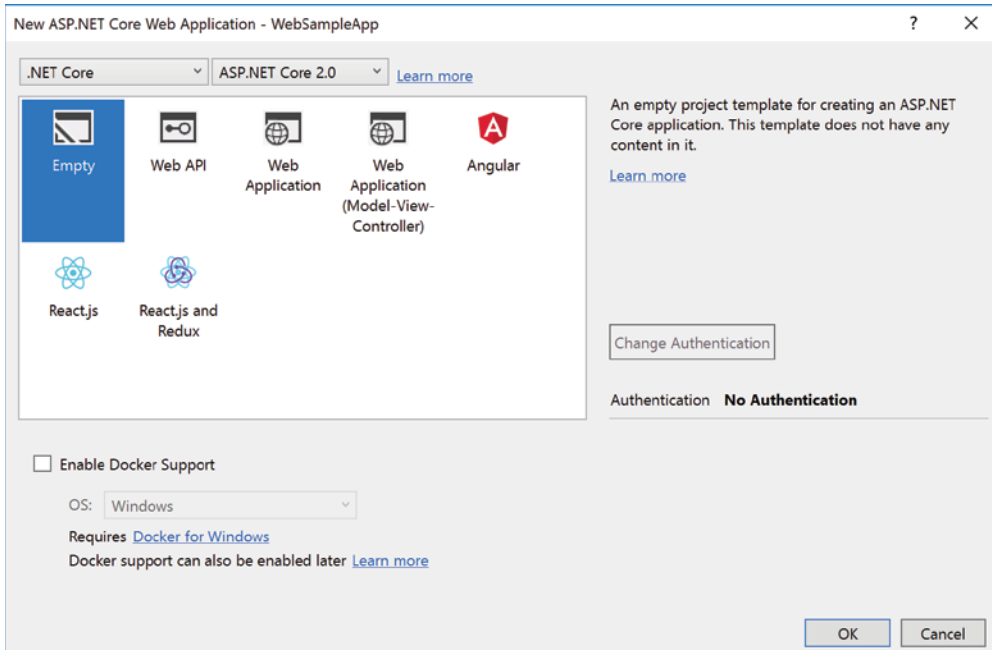 New ASP.NET Core Web Application - WebSampleApp
?
.NET Core
ASP.NET Core 2.0
Learn more
Empty
Web API
Web
Application
Web
Application
(Model-View-
Controller)
Angular
React.js
React.js and
Redux
An empty project template for creating an ASP.NET
Core application. This template does not have any
content in it.
Learn more
Change Authentication
Authentication No Authentication
Enable Docker Support
OS: Windows
Requires Docker for Windows
Docker support can also be enabled later Learn more
OK
Cancel